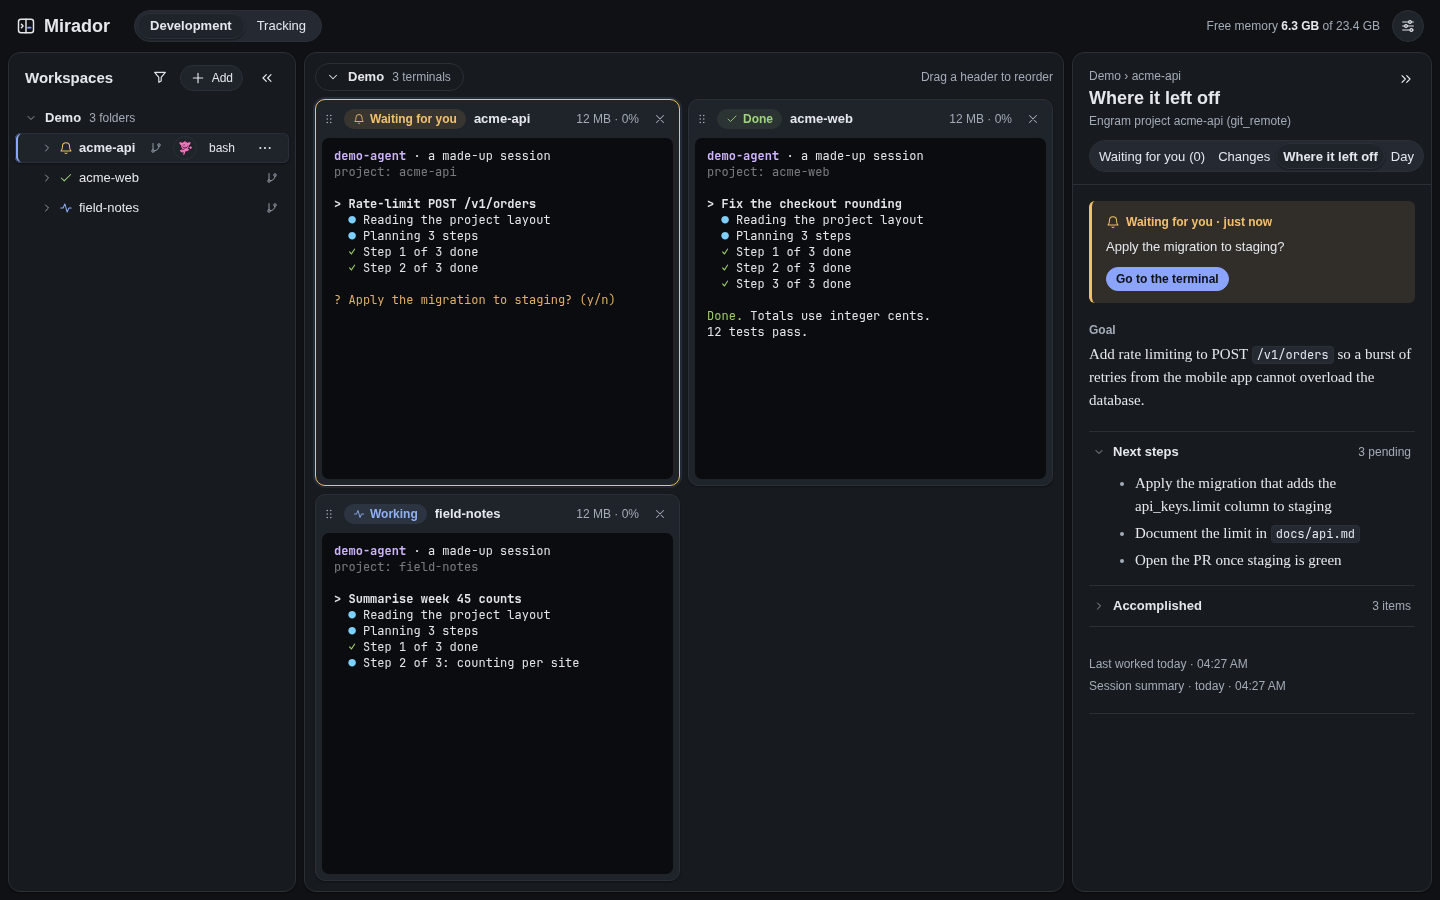 Mirador
Development
Tracking
Free memory 6.3 GB of 23.4 GB
Workspaces
Add
Demo 3 folders
acme-api
bash
acme-web
field-notes
Demo 3 terminals
Drag a header to reorder
Waiting for you acme-api 12 MB · 0%
demo-agent · a made-up session
project: acme-api
> Rate-limit POST /v1/orders
● Reading the project layout
● Planning 3 steps
✓ Step 1 of 3 done
✓ Step 2 of 3 done
? Apply the migration to staging? (y/n)
Done acme-web 12 MB · 0%
demo-agent · a made-up session
project: acme-web
> Fix the checkout rounding
● Reading the project layout
● Planning 3 steps
✓ Step 1 of 3 done
✓ Step 2 of 3 done
✓ Step 3 of 3 done
Done. Totals use integer cents.
12 tests pass.
Working field-notes 12 MB · 0%
demo-agent · a made-up session
project: field-notes
> Summarise week 45 counts
● Reading the project layout
● Planning 3 steps
✓ Step 1 of 3 done
● Step 2 of 3: counting per site
Demo › acme-api
Where it left off
Engram project acme-api (git_remote)
Waiting for you (0) Changes Where it left off Day
Waiting for you · just now
Apply the migration to staging?
Go to the terminal
Goal
Add rate limiting to POST /v1/orders so a burst of
retries from the mobile app cannot overload the
database.
Next steps 3 pending
• Apply the migration that adds the
api_keys.limit column to staging
• Document the limit in docs/api.md
• Open the PR once staging is green
Accomplished 3 items
Last worked today · 04:27 AM
Session summary · today · 04:27 AM